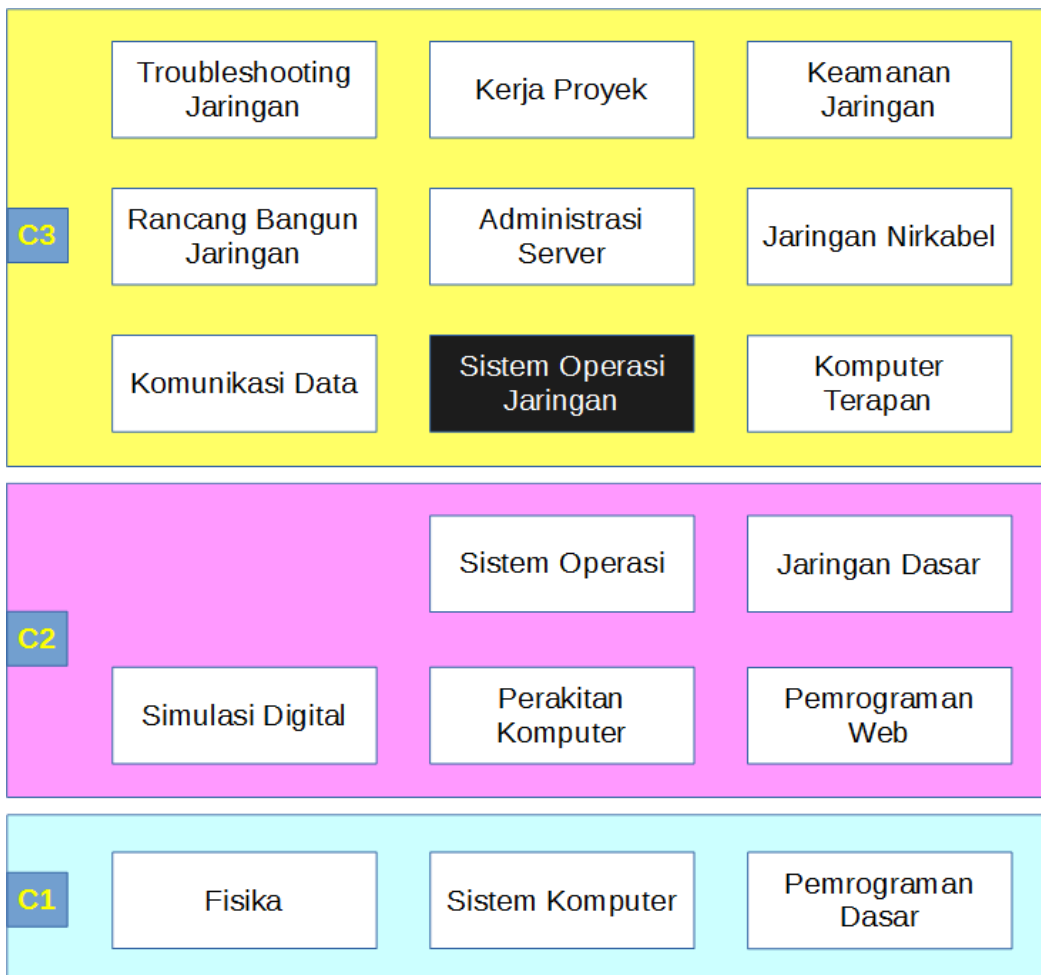 Troubleshooting
Jaringan
Kerja Proyek
Keamanan
Jaringan
C3
Rancang Bangun
Jaringan
Administrasi
Server
Jaringan Nirkabel
Komunikasi Data
Sistem Operasi
Jaringan
Komputer
Terapan
Sistem Operasi
Jaringan Dasar
C2
Simulasi Digital
Perakitan
Komputer
Pemrograman
Web
C1
Fisika
Sistem Komputer
Pemrograman
Dasar